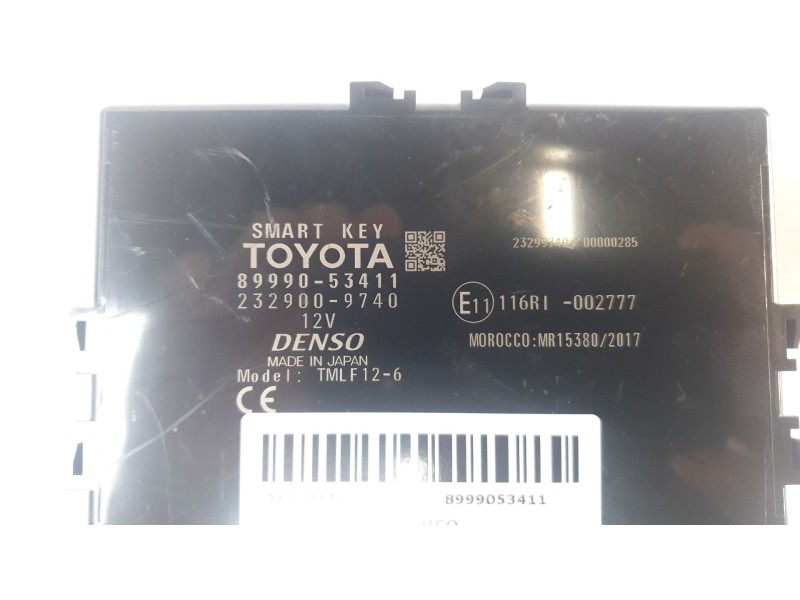 SMART KEY
TOYOTA
89990-53411
232900-9740
12V
DENSO
MADE IN JAPAN
Model: TMLF12-6
CE
00000285
E11 116RI -002777
MOROCCO:MR15380/2017
8999053411